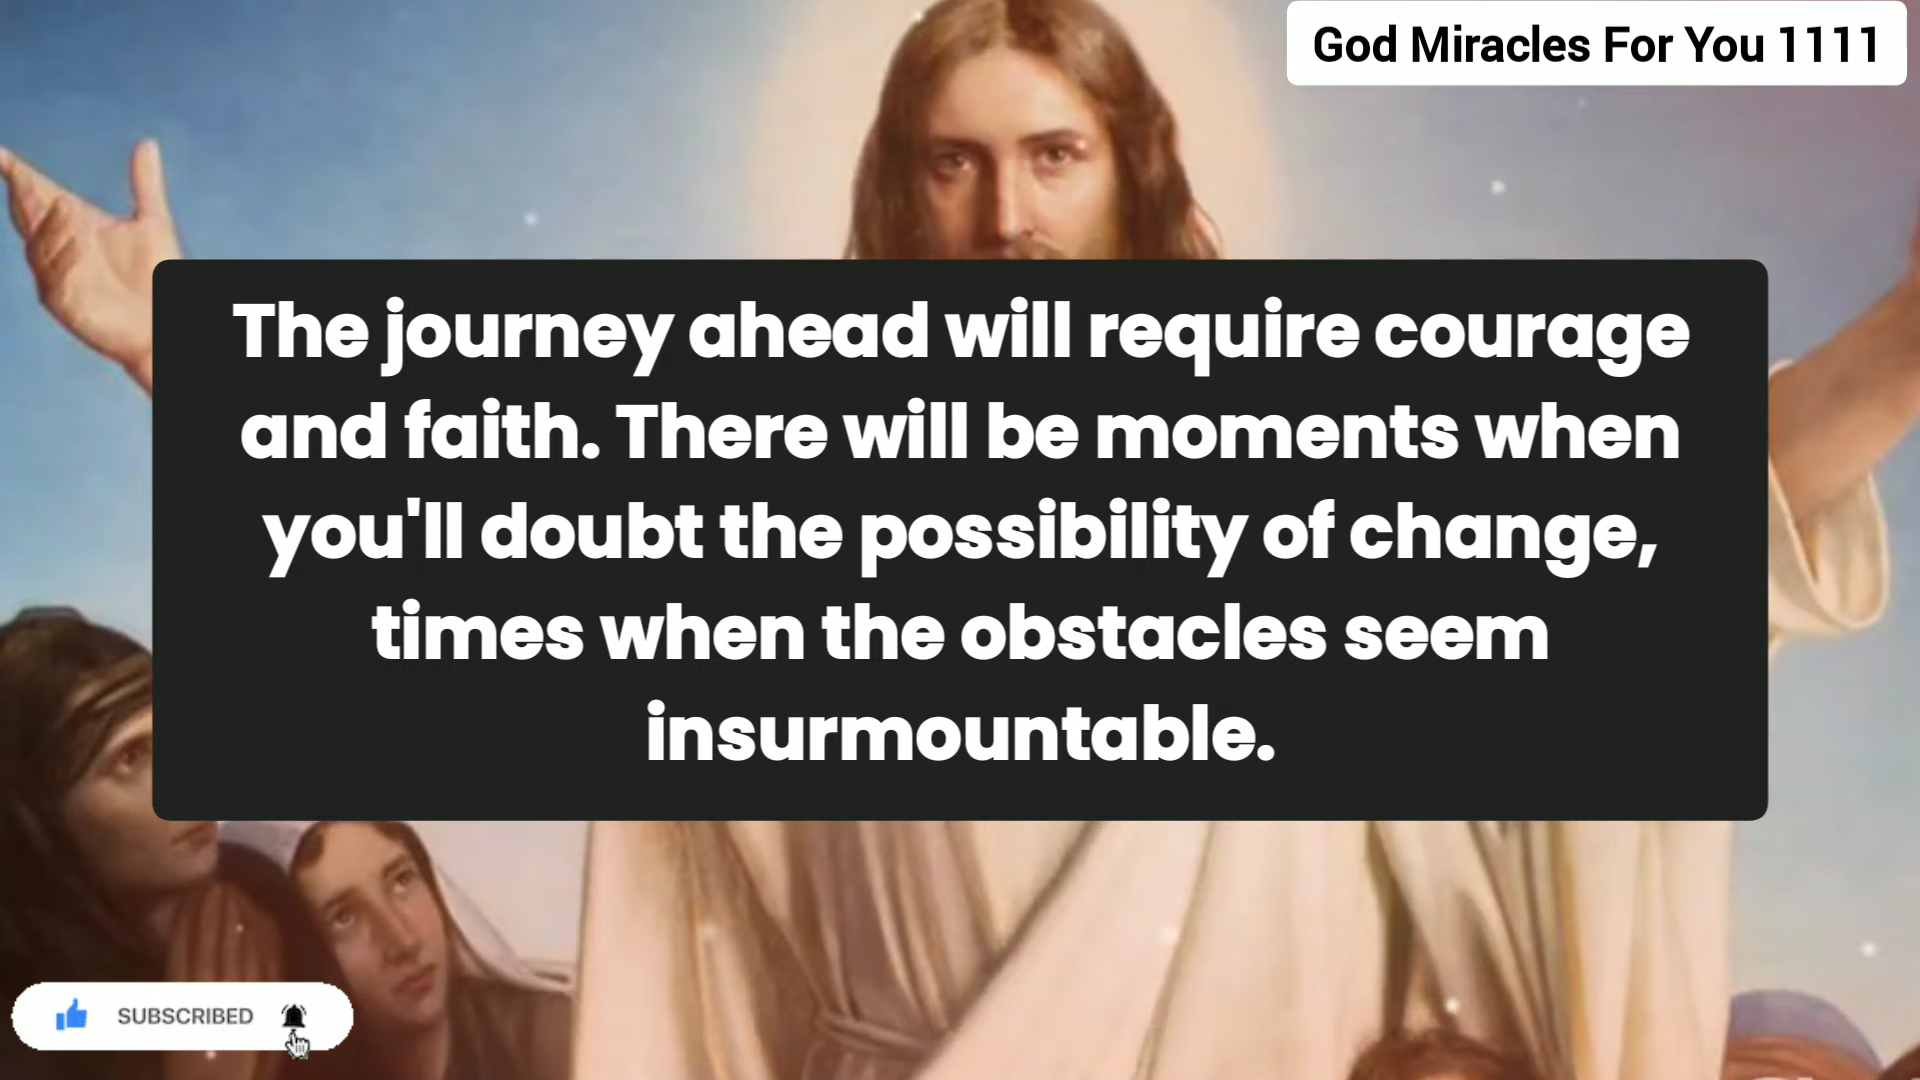 God Miracles For You 1111
The journey ahead will require courage
and faith. There will be moments when
you'll doubt the possibility of change,
times when the obstacles seem
insurmountable.
SUBSCRIBED